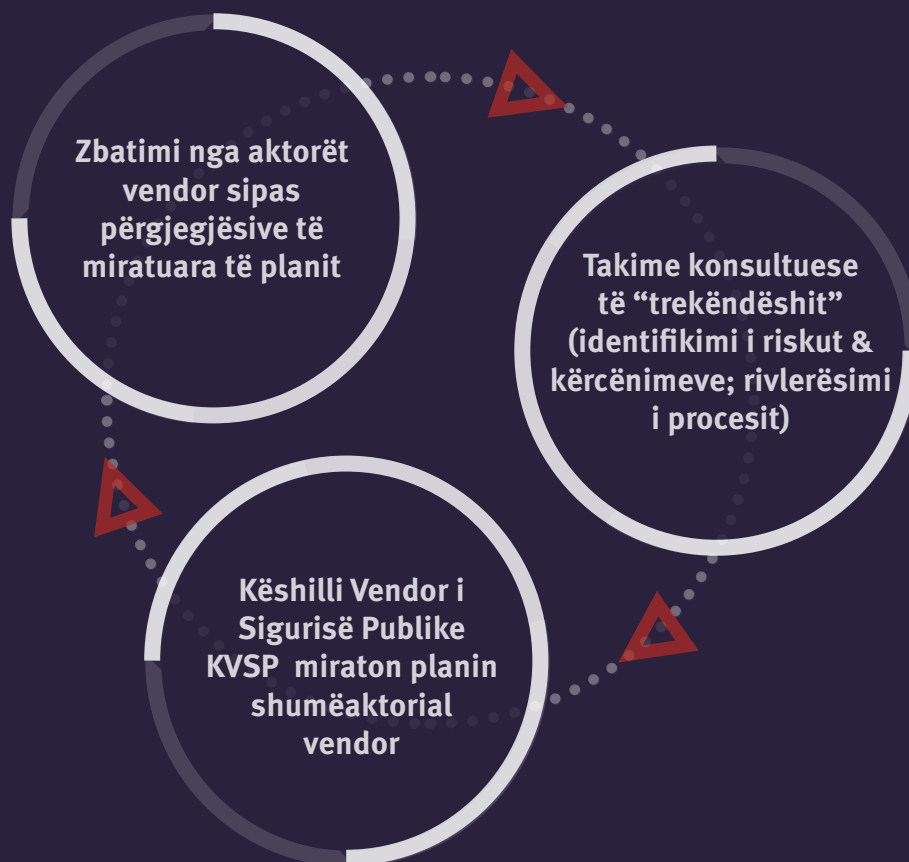 Zbatimi nga aktorët
vendor sipas
përgjegjësive të
miratuara të planit
Takime konsultuese
të “trekëndëshit”
(identifikimi i riskut &
kërcënimeve; rivlerësimi
i procesit)
Këshilli Vendor i
Sigurisë Publike
KVSP miraton planin
shumëaktorial
vendor